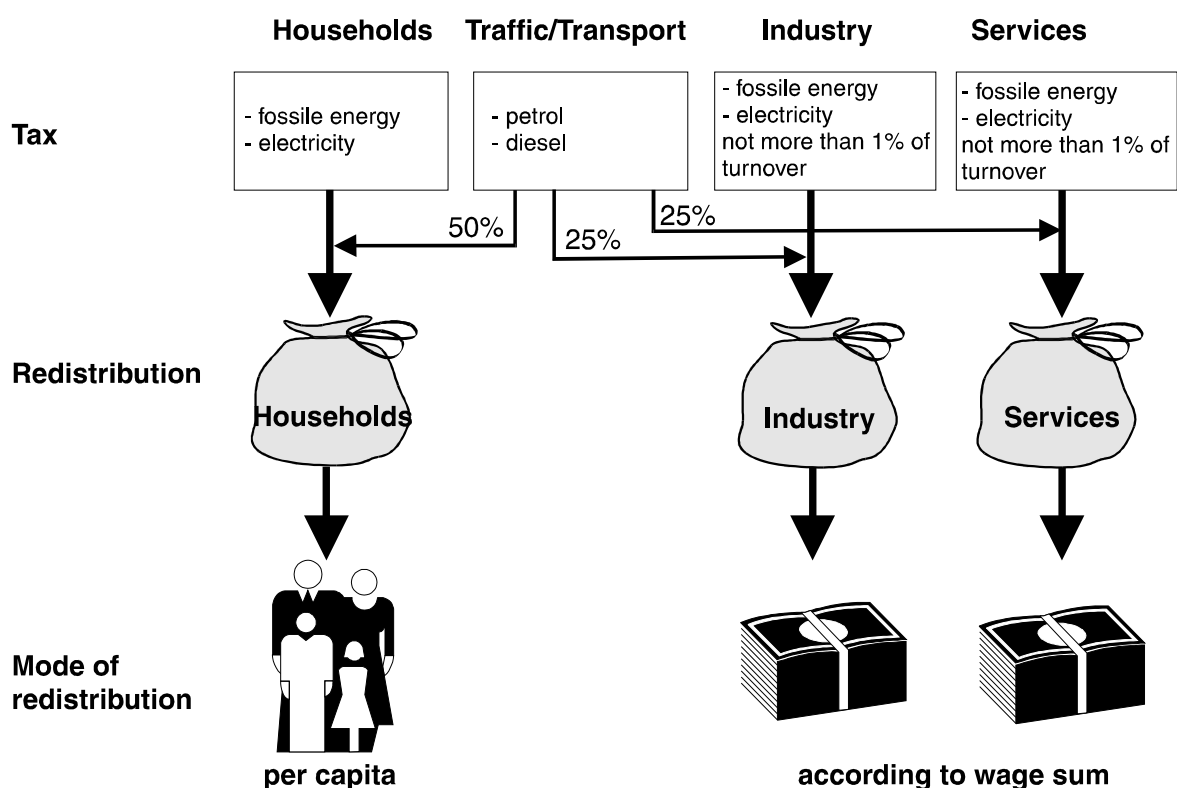 Households Traffic/Transport Industry Services
Tax
- fossile energy
- electricity
- petrol
- diesel
- fossile energy
- electricity
not more than 1% of
turnover
- fossile energy
- electricity
not more than 1% of
turnover
50%
25%
25%
Redistribution
Households
Industry
Services
Mode of
redistribution
per capita
according to wage sum